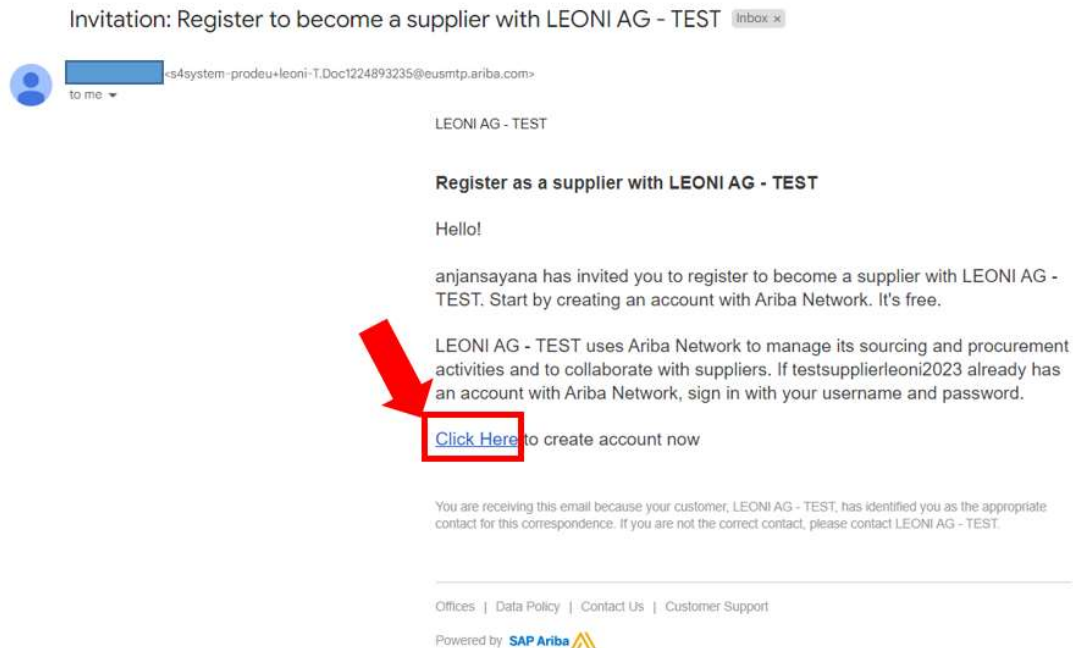 Invitation: Register to become a supplier with LEONI AG - TEST Inbox x
<s4system-prodeu+leoni-T.Doc1224893235@eusmtp.ariba.com>
to me
LEONI AG - TEST
Register as a supplier with LEONI AG - TEST
Hello!
anjansayana has invited you to register to become a supplier with LEONI AG -
TEST. Start by creating an account with Ariba Network. It's free.
LEONI AG - TEST uses Ariba Network to manage its sourcing and procurement
activities and to collaborate with suppliers. If testsupplierleoni2023 already has
an account with Ariba Network, sign in with your username and password.
Click Here to create account now
You are receiving this email because your customer, LEONI AG - TEST, has identified you as the appropriate
contact for this correspondence. If you are not the correct contact, please contact LEONI AG - TEST.
Offices | Data Policy | Contact Us | Customer Support
Powered by SAP Ariba